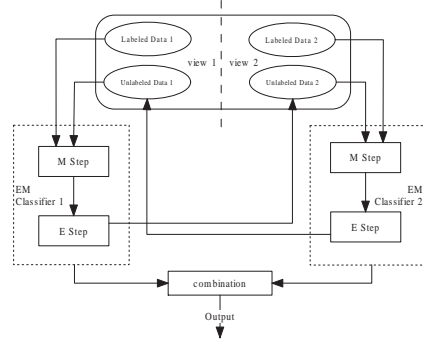 Labeled Data 1
Labeled Data 2
view 1
view 2
Unlabeled Data 1
Unlabeled Data 2
M Step
M Step
EM
Classifier 1
EM
Classifier 2
E Step
E Step
combination
Output